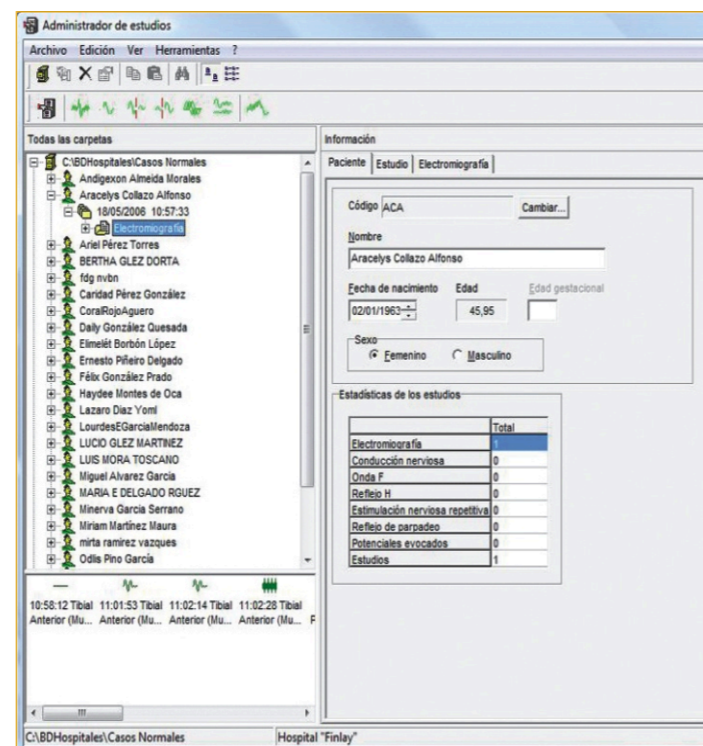 Administrador de estudios
Archivo Edición Ver Herramientas ?
Todas las carpetas
C:\BDHospitales\Casos Normales
Andigexon Almeida Morales
Aracelys Collazo Alfonso
18/05/2006 10:57:33
Electromiografía
Ariel Pérez Torres
BERTHA GLEZ DORTA
fdg nvbn
Caridad Pérez González
CoralRojoAguero
Daily González Quesada
Elimelét Borbón López
Ernesto Piñeiro Delgado
Félix González Prado
Haydee Montes de Oca
Lazaro Diaz Yomi
LourdesEGarciaMendoza
LUCIO GLEZ MARTINEZ
LUIS MORA TOSCANO
Miguel Alvarez Garcia
MARIA E DELGADO RGUEZ
Minerva Garcia Serrano
Miriam Martínez Maura
mirta ramirez vazques
Odlis Pino García
10:58:12 Tibial 11:01:53 Tibial 11:02:14 Tibial 11:02:28 Tibial
Anterior (Mu... Anterior (Mu... Anterior (Mu... Anterior (Mu...
Información
Paciente Estudio Electromiografía
Código ACA Cambiar...
Nombre
Aracelys Collazo Alfonso
Fecha de nacimiento Edad Edad gestacional
02/01/1963 45,95
Sexo
Femenino Masculino
Estadísticas de los estudios
Total
Electromiografía 1
Conducción nerviosa 0
Onda F 0
Reflejo H 0
Estimulación nerviosa repetitiva 0
Reflejo de parpadeo 0
Potenciales evocados 0
Estudios 1
C:\BDHospitales\Casos Normales Hospital "Finlay"